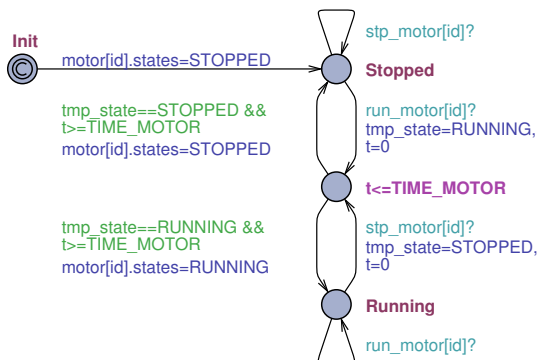 Init
stp_motor[id]?
motor[id].states=STOPPED
Stopped
tmp_state==STOPPED &&
t>=TIME_MOTOR
motor[id].states=STOPPED
run_motor[id]?
tmp_state=RUNNING,
t=0
t<=TIME_MOTOR
tmp_state==RUNNING &&
t>=TIME_MOTOR
motor[id].states=RUNNING
stp_motor[id]?
tmp_state=STOPPED,
t=0
Running
run_motor[id]?